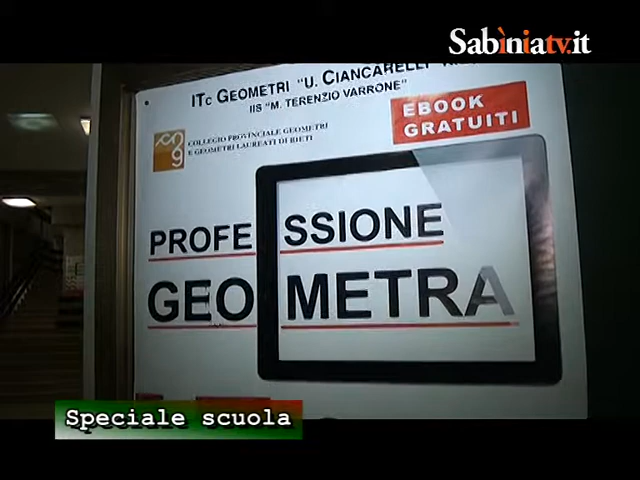 Sabìniatv.it
ITC GEOMETRI "U. CIANCARELLI"
IIS "M. TERENZIO VARRONE"
COLLEGIO PROVINCIALE GEOMETRI
E GEOMETRI LAUREATI DI RIETI
EBOOK
GRATUITI
PROFESSIONE
GEOMETRA
Speciale scuola